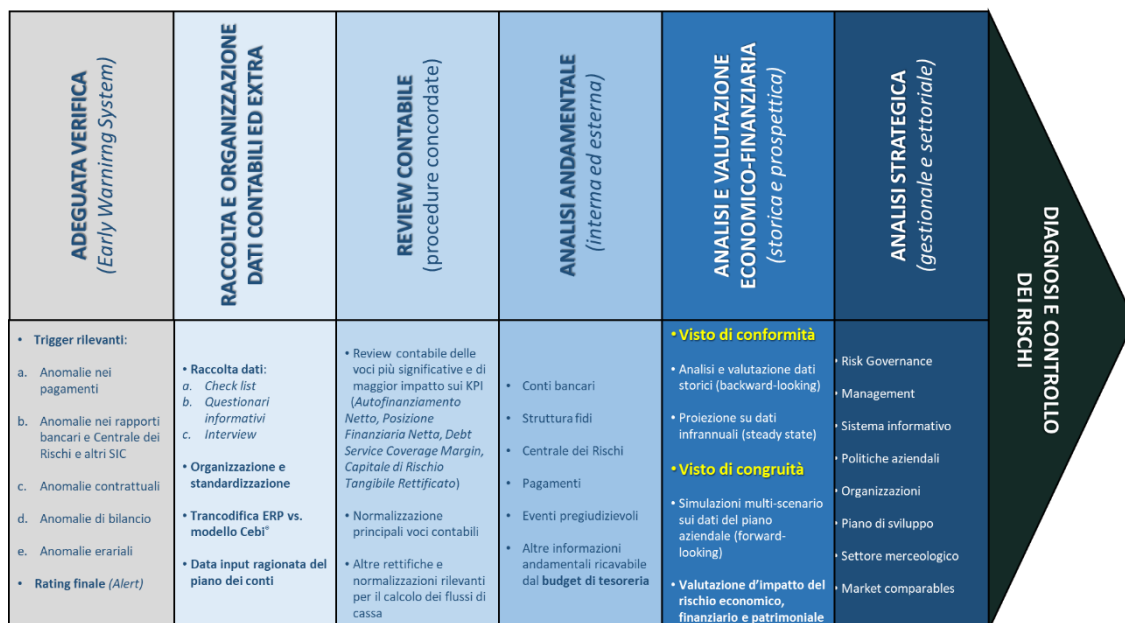 ADEGUATA VERIFICA
(Early Warnirng System)
RACCOLTA E ORGANIZZAZIONE
DATI CONTABILI ED EXTRA
REVIEW CONTABILE
(procedure concordate)
ANALISI ANDAMENTALE
(interna ed esterna)
ANALISI E VALUTAZIONE
ECONOMICO-FINANZIARIA
(storica e prospettica)
ANALISI STRATEGICA
(gestionale e settoriale)
DIAGNOSI E CONTROLLO
DEI RISCHI
• Trigger rilevanti:
a. Anomalie nei
pagamenti
b. Anomalie nei rapporti
bancari e Centrale dei
Rischi e altri SIC
c. Anomalie contrattuali
d. Anomalie di bilancio
e. Anomalie erariali
• Rating finale (Alert)
• Raccolta dati:
a. Check list
b. Questionari
informativi
c. Interview
• Organizzazione e
standardizzazione
• Trancodifica ERP vs.
modello Cebi®
• Data input ragionata del
piano dei conti
• Review contabile delle
voci più significative e di
maggior impatto sui KPI
(Autofinanziamento
Netto, Posizione
Finanziaria Netta, Debt
Service Coverage Margin,
Capitale di Rischio
Tangibile Rettificato)
• Normalizzazione
principali voci contabili
• Altre rettifiche e
normalizzazioni rilevanti
per il calcolo dei flussi di
cassa
• Conti bancari
• Struttura fidi
• Centrale dei Rischi
• Pagamenti
• Eventi pregiudizievoli
• Altre informazioni
andamentali ricavabile
dal budget di tesoreria
• Visto di conformità
• Analisi e valutazione dati
storici (backward-looking)
• Proiezione su dati
infrannuali (steady state)
• Visto di congruità
• Simulazioni multi-scenario
sui dati del piano
aziendale (forward-
looking)
• Valutazione d'impatto del
rischio economico,
finanziario e patrimoniale
• Risk Governance
• Management
• Sistema informativo
• Politiche aziendali
• Organizzazioni
• Piano di sviluppo
• Settore merceologico
• Market comparables